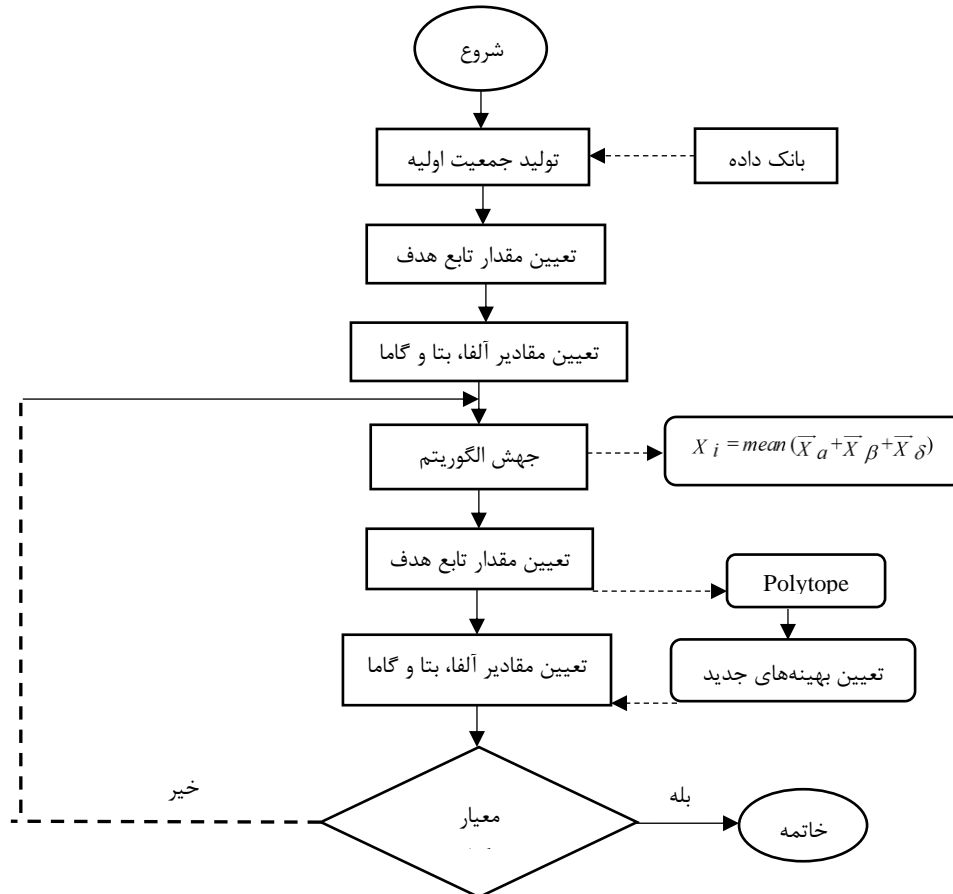 شروع
تولید جمعیت اولیه
بانک داده
تعیین مقدار تابع هدف
تعیین مقادیر آلفا، بتا و گاما
جهش الگوریتم
X i = mean (X a + X β + X δ)
تعیین مقدار تابع هدف
Polytope
تعیین مقادیر آلفا، بتا و گاما
تعیین بهینه‌های جدید
خیر
بله
معیار
خاتمه